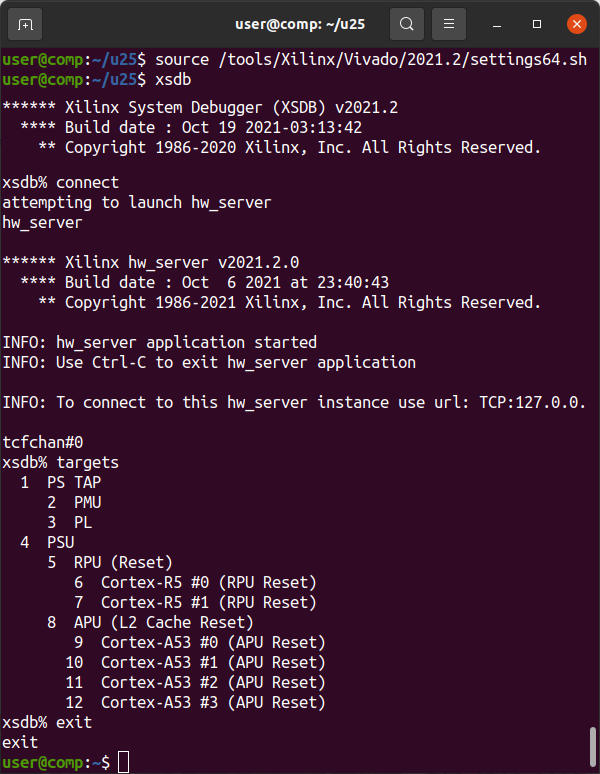 user@comp: ~/u25
user@comp:~/u25$ source /tools/Xilinx/Vivado/2021.2/settings64.sh
user@comp:~/u25$ xsdb
****** Xilinx System Debugger (XSDB) v2021.2
  **** Build date : Oct 19 2021-03:13:42
    ** Copyright 1986-2020 Xilinx, Inc. All Rights Reserved.
xsdb% connect
attempting to launch hw_server
hw_server
****** Xilinx hw_server v2021.2.0
  **** Build date : Oct  6 2021 at 23:40:43
    ** Copyright 1986-2021 Xilinx, Inc. All Rights Reserved.
INFO: hw_server application started
INFO: Use Ctrl-C to exit hw_server application
INFO: To connect to this hw_server instance use url: TCP:127.0.0.
tcfchan#0
xsdb% targets
  1  PS TAP
     2  PMU
     3  PL
  4  PSU
     5  RPU (Reset)
        6  Cortex-R5 #0 (RPU Reset)
        7  Cortex-R5 #1 (RPU Reset)
     8  APU (L2 Cache Reset)
        9  Cortex-A53 #0 (APU Reset)
       10  Cortex-A53 #1 (APU Reset)
       11  Cortex-A53 #2 (APU Reset)
       12  Cortex-A53 #3 (APU Reset)
xsdb% exit
exit
user@comp:~$